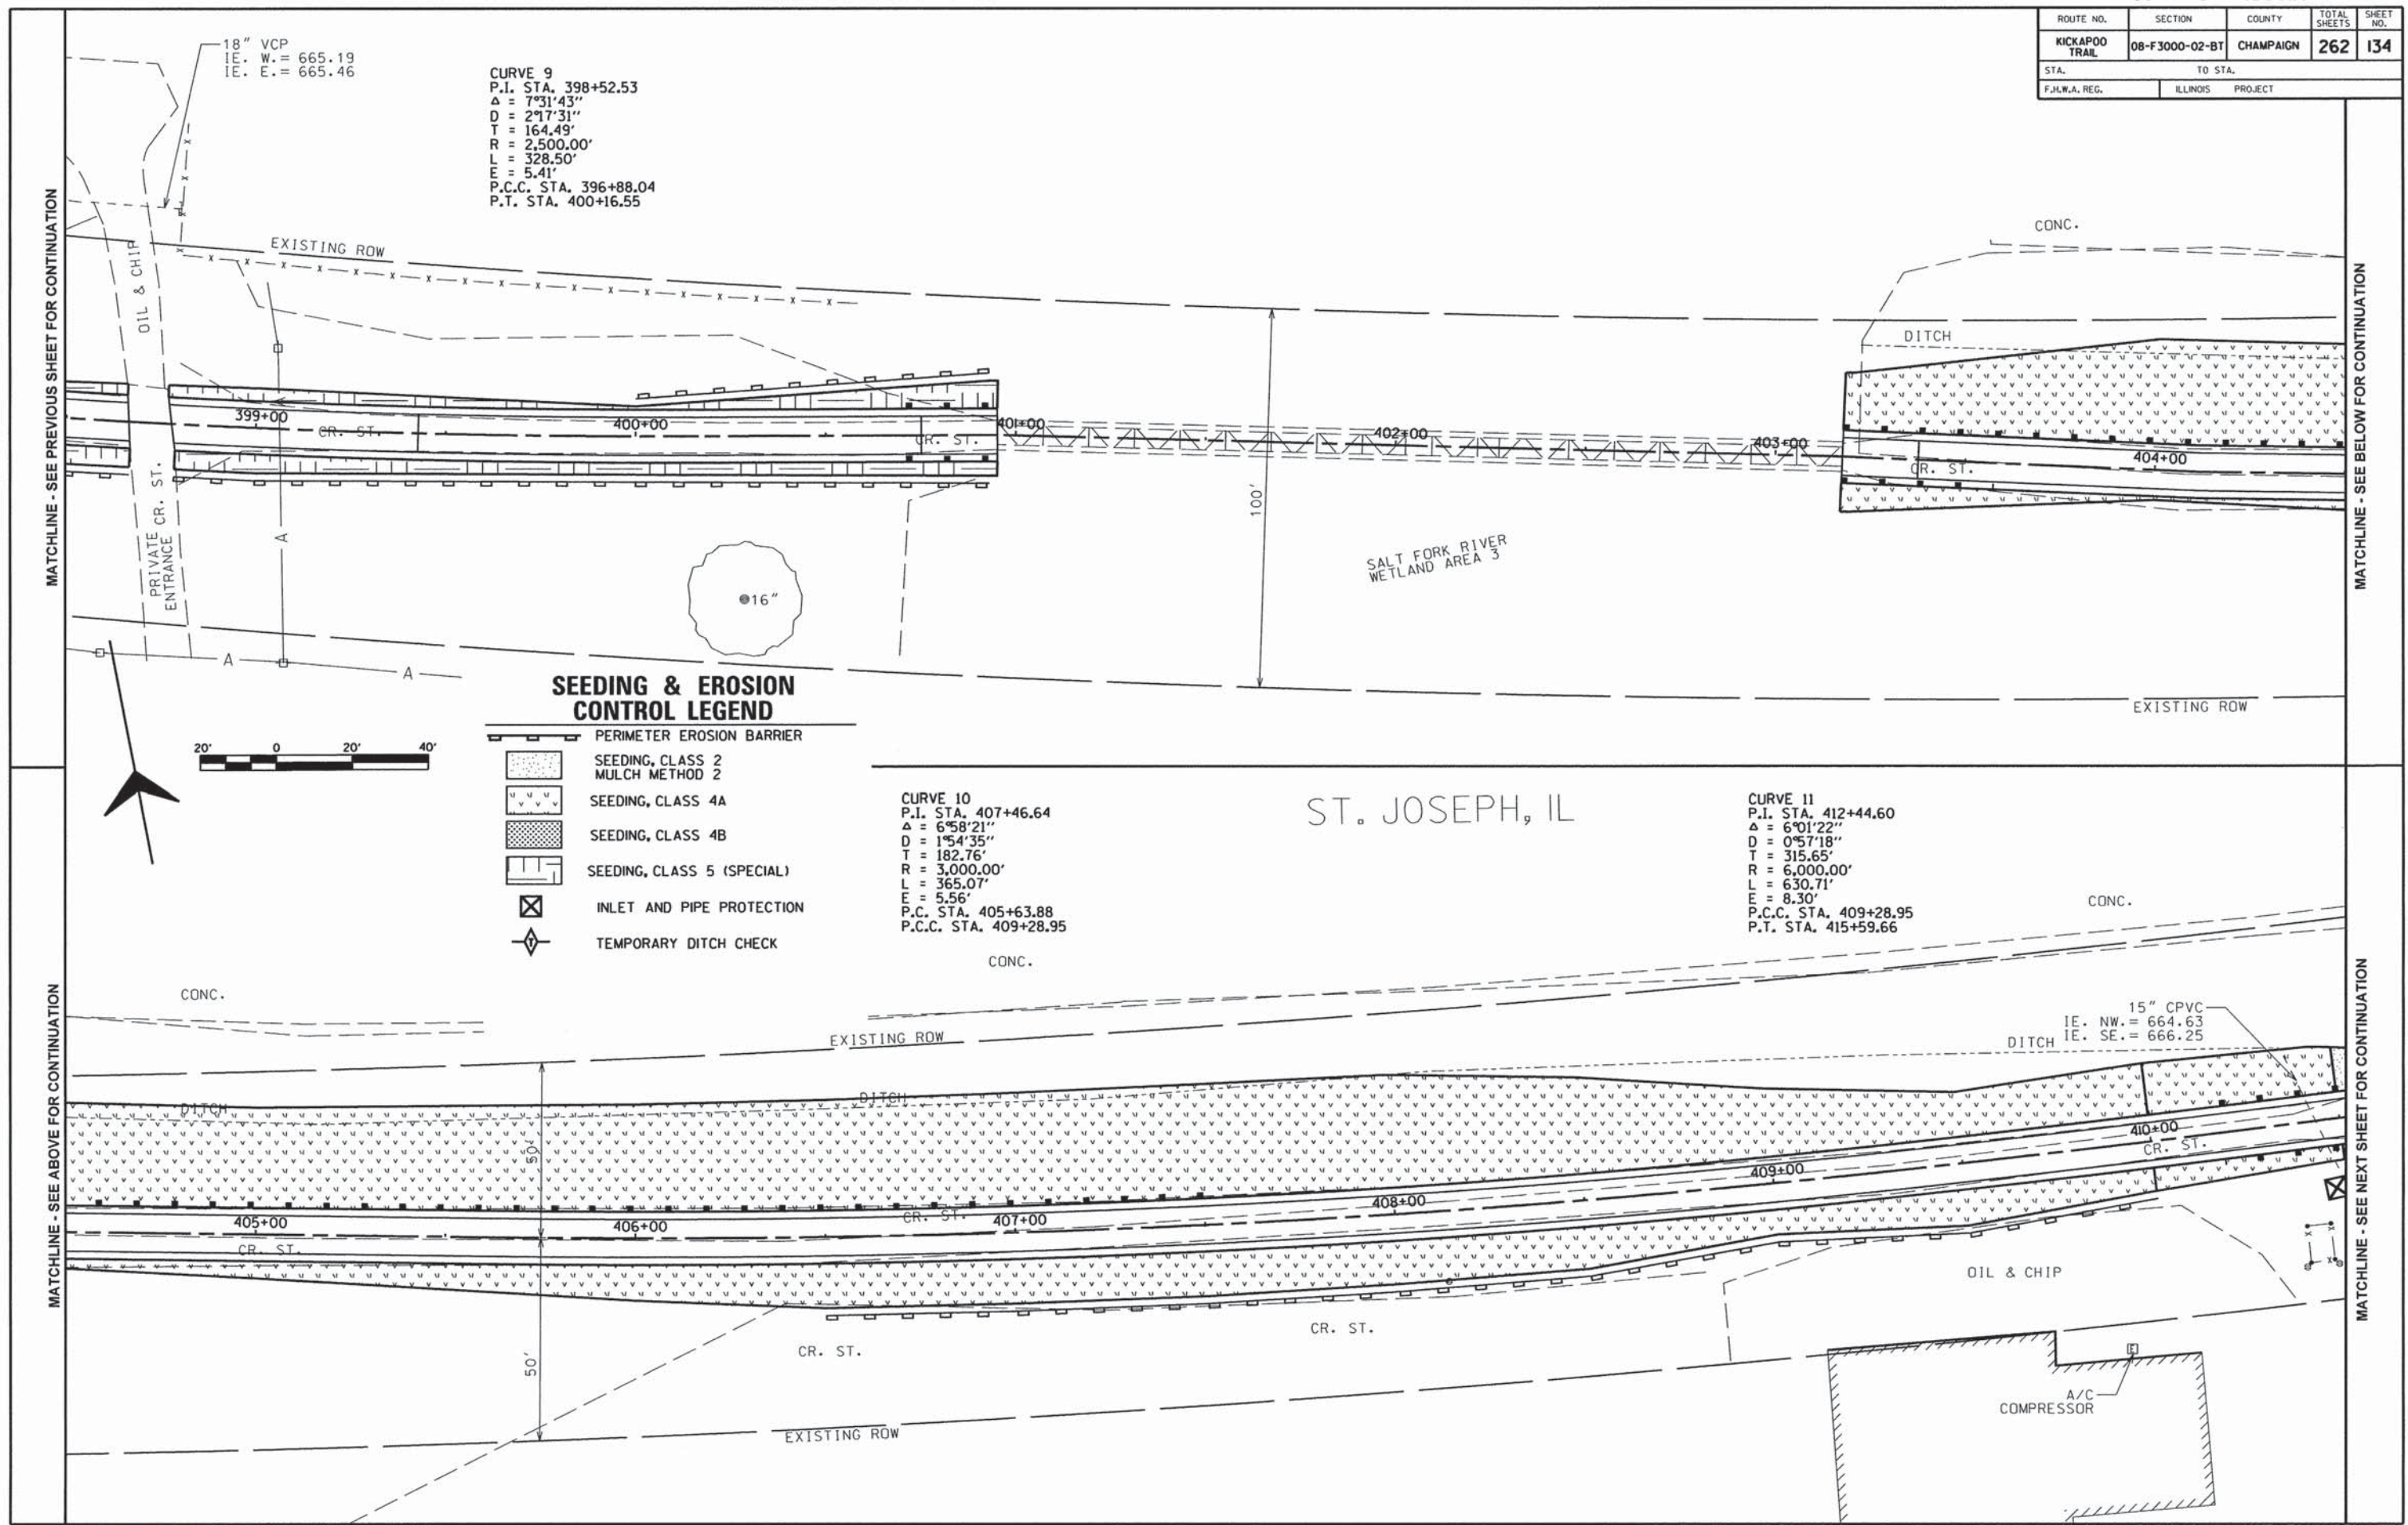 ROUTE NO. SECTION COUNTY TOTAL SHEETS SHEET NO.
KICKAPOO TRAIL 08-F3000-02-BT CHAMPAIGN 262 134
STA. TO STA.
F.H.W.A. REG. ILLINOIS PROJECT
18" VCP
IE. W.= 665.19
IE. E.= 665.46
CURVE 9
P.I. STA. 398+52.53
Δ = 7°31'43"
D = 2°17'31"
T = 164.49'
R = 2,500.00'
L = 328.50'
E = 5.41'
P.C.C. STA. 396+88.04
P.T. STA. 400+16.55
MATCHLINE - SEE PREVIOUS SHEET FOR CONTINUATION
MATCHLINE - SEE BELOW FOR CONTINUATION
EXISTING ROW
OIL & CHIP
CONC.
DITCH
399+00
CR. ST.
400+00
CR. ST.
401+00
402+00
403+00
CR. ST.
404+00
PRIVATE CR. ST.
ENTRANCE
A
100'
16"
SALT FORK RIVER
WETLAND AREA 3
A
A
EXISTING ROW
20' 0 20' 40'
SEEDING & EROSION
CONTROL LEGEND
PERIMETER EROSION BARRIER
SEEDING, CLASS 2
MULCH METHOD 2
SEEDING, CLASS 4A
SEEDING, CLASS 4B
SEEDING, CLASS 5 (SPECIAL)
INLET AND PIPE PROTECTION
T
TEMPORARY DITCH CHECK
CURVE 10
P.I. STA. 407+46.64
Δ = 6°58'21"
D = 1°54'35"
T = 182.76'
R = 3,000.00'
L = 365.07'
E = 5.56'
P.C. STA. 405+63.88
P.C.C. STA. 409+28.95
ST. JOSEPH, IL
CURVE 11
P.I. STA. 412+44.60
Δ = 6°01'22"
D = 0°57'18"
T = 315.65'
R = 6,000.00'
L = 630.71'
E = 8.30'
P.C.C. STA. 409+28.95
P.T. STA. 415+59.66
MATCHLINE - SEE ABOVE FOR CONTINUATION
MATCHLINE - SEE NEXT SHEET FOR CONTINUATION
CONC.
CONC.
CONC.
EXISTING ROW
15" CPVC
IE. NW.= 664.63
IE. SE.= 666.25
DITCH
DITCH
DITCH
50'
405+00
CR. ST.
406+00
CR. ST.
407+00
408+00
409+00
410+00
CR. ST.
50'
CR. ST.
CR. ST.
OIL & CHIP
EXISTING ROW
E
A/C
COMPRESSOR